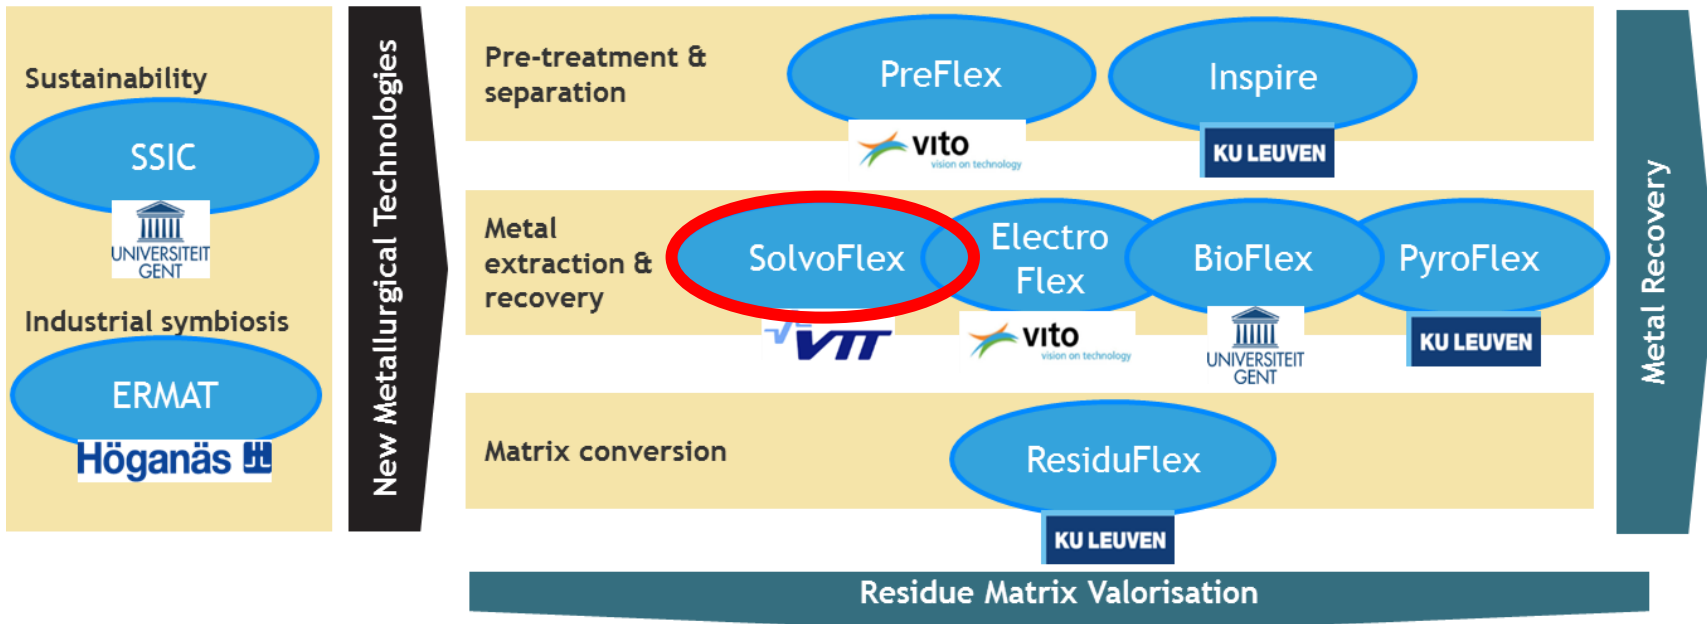 Sustainability
SSIC
UNIVERSITEIT
GENT
Industrial symbiosis
ERMAT
Höganäs
New Metallurgical Technologies
Pre-treatment &
separation
PreFlex
vito
vision on technology
Inspire
KU LEUVEN
Metal
extraction &
recovery
SolvoFlex
VTT
Electro
Flex
vito
vision on technology
BioFlex
UNIVERSITEIT
GENT
PyroFlex
KU LEUVEN
Matrix conversion
ResiduFlex
KU LEUVEN
Metal Recovery
Residue Matrix Valorisation